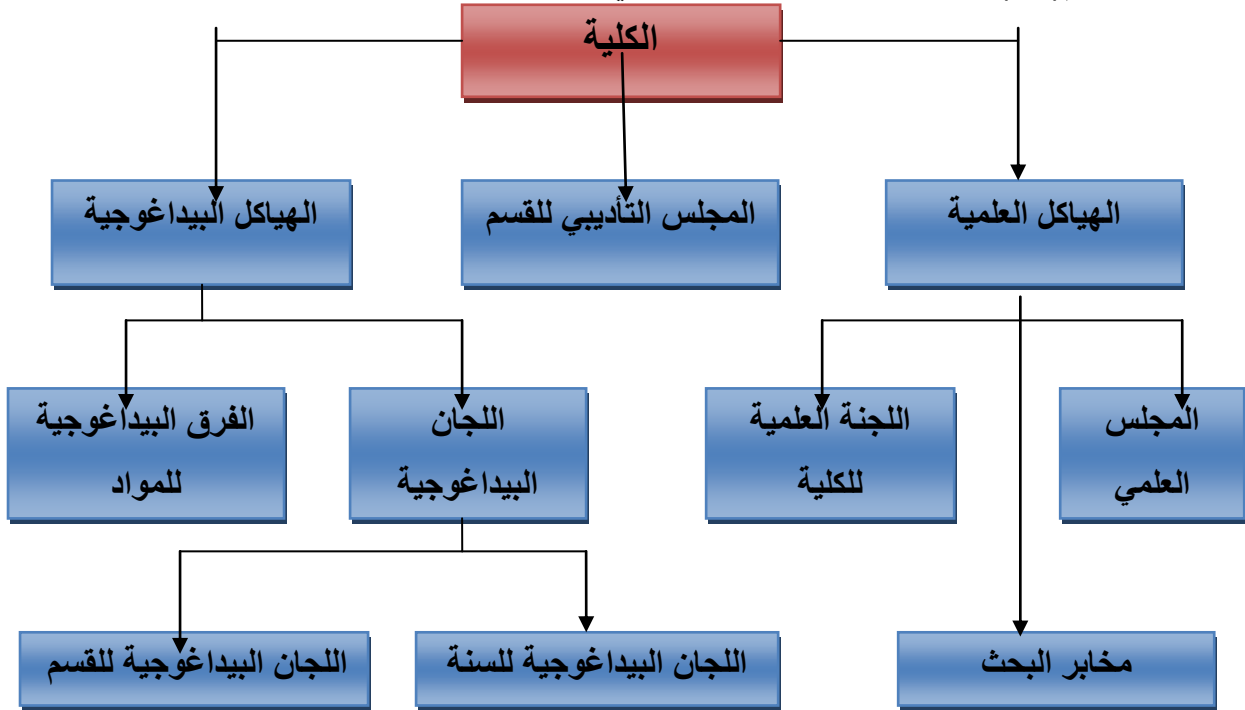 الكلية
الهياكل العلمية
المجلس التأديبي للقسم
الهياكل البيداغوجية
المجلس
العلمي
اللجنة العلمية
للكلية
اللجان
البيداغوجية
الفرق البيداغوجية
للمواد
مخابر البحث
اللجان البيداغوجية للسنة
اللجان البيداغوجية للقسم